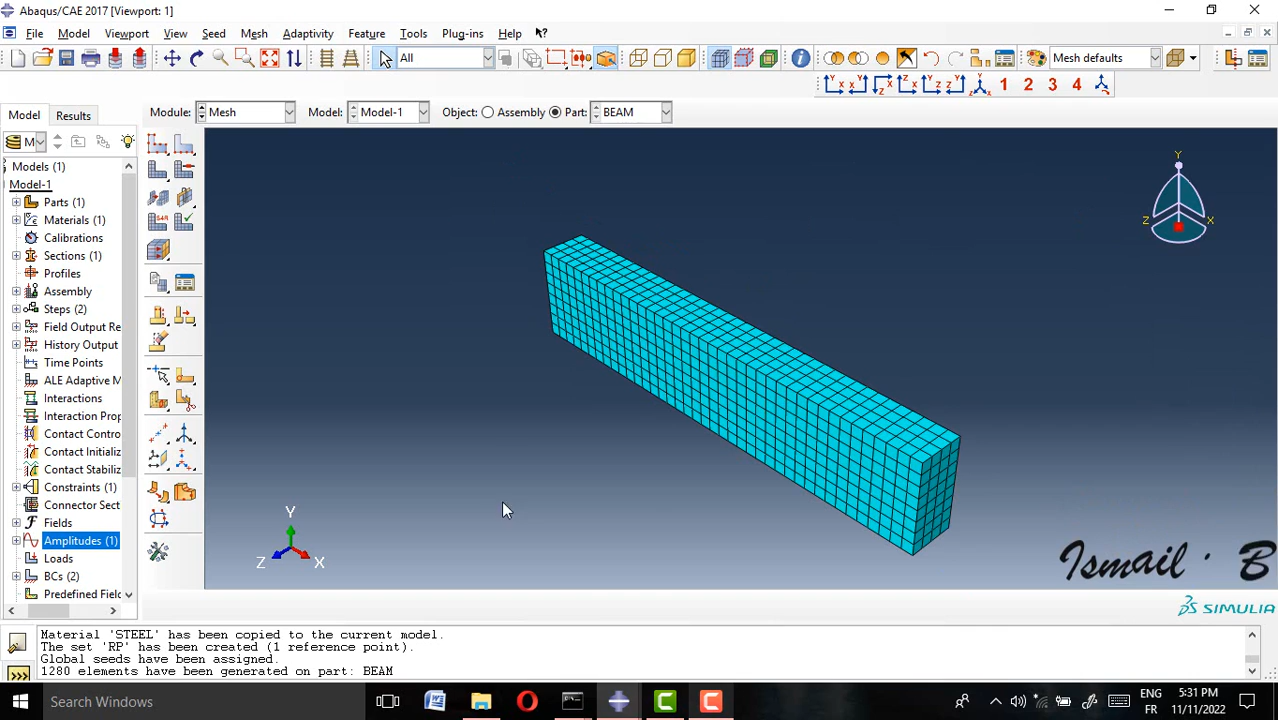 Abaqus/CAE 2017 [Viewport: 1]
File Model Viewport View Seed Mesh Adaptivity Feature Tools Plug-ins Help
All
Mesh defaults
1 2 3 4
Model Results
Module: Mesh Model: Model-1 Object: Assembly Part: BEAM
M
Models (1)
Model-1
Parts (1)
Materials (1)
Calibrations
Sections (1)
Profiles
Assembly
Steps (2)
Field Output Re
History Output
Time Points
ALE Adaptive M
Interactions
Interaction Prop
Contact Contro
Contact Initializ
Contact Stabiliz
Constraints (1)
Connector Sect
Fields
Amplitudes (1)
Loads
BCs (2)
Predefined Fielc
Y
Z X
Y
Z X
Ismail · B
SIMULIA
Material 'STEEL' has been copied to the current model.
The set 'RP' has been created (1 reference point).
Global seeds have been assigned.
1280 elements have been generated on part: BEAM
Search Windows
ENG
FR
5:31 PM
11/11/2022